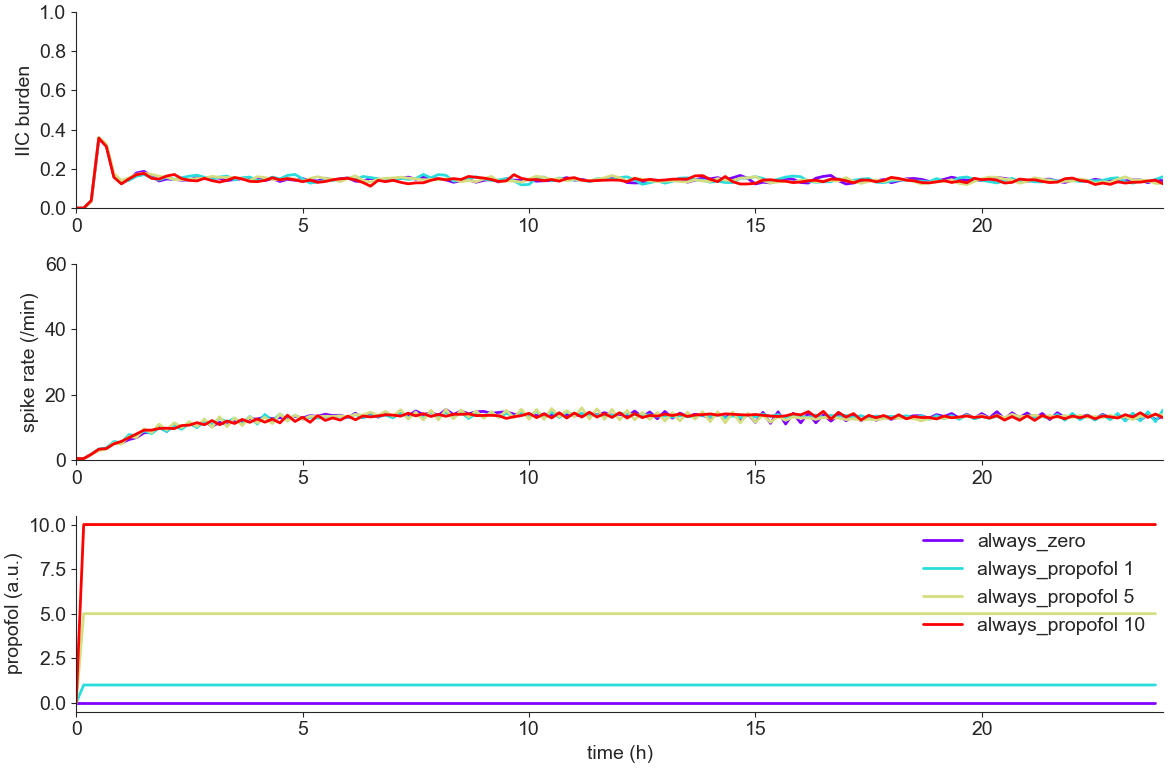 1.0
0.8
0.6
0.4
0.2
0.0
IIC burden
0 5 10 15 20
60
40
20
0
spike rate (/min)
0 5 10 15 20
10.0
7.5
5.0
2.5
0.0
propofol (a.u.)
always_zero
always_propofol 1
always_propofol 5
always_propofol 10
0 5 10 15 20
time (h)